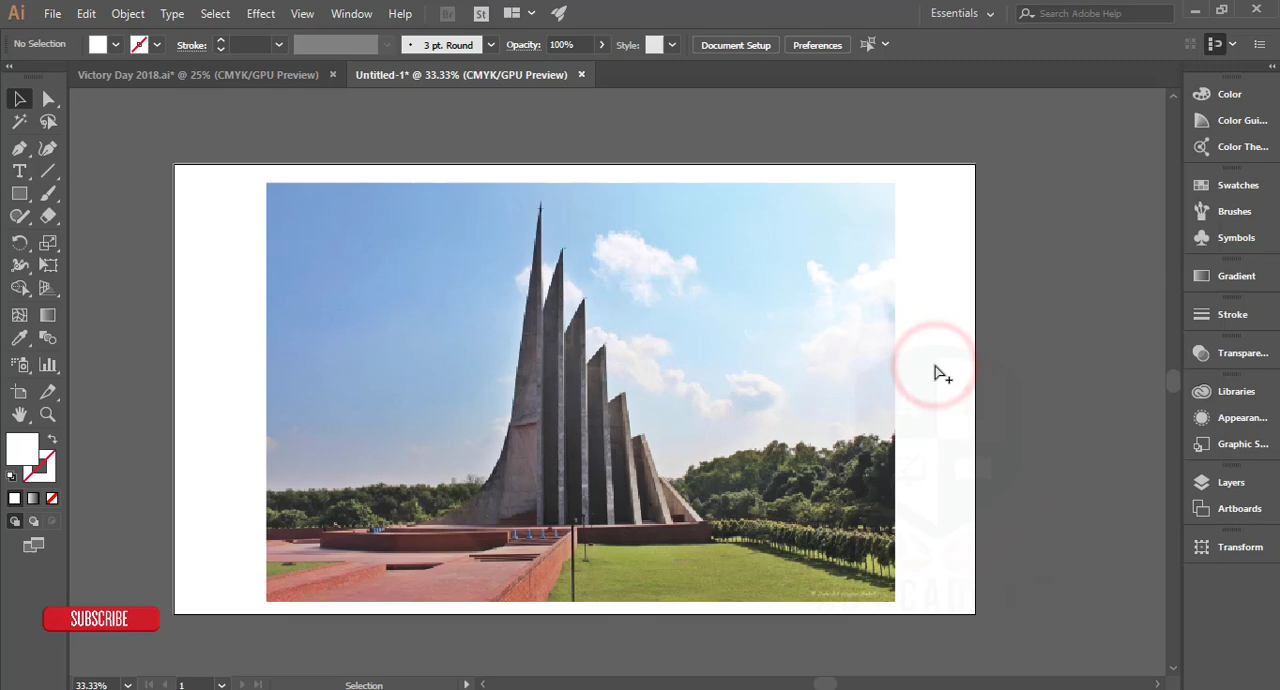 Ai File Edit Object Type Select Effect View Window Help Br St Essentials Search Adobe Help
No Selection Stroke: 3 pt. Round Opacity: 100% Style: Document Setup Preferences
Victory Day 2018.ai* @ 25% (CMYK/GPU Preview) × Untitled-1* @ 33.33% (CMYK/GPU Preview) ×
Color
Color Gui...
Color The...
Swatches
Brushes
Symbols
Gradient
Stroke
Transpare...
Libraries
Appearan...
Graphic S...
Layers
Artboards
Transform
SUBSCRIBE
33.33% 1 Selection